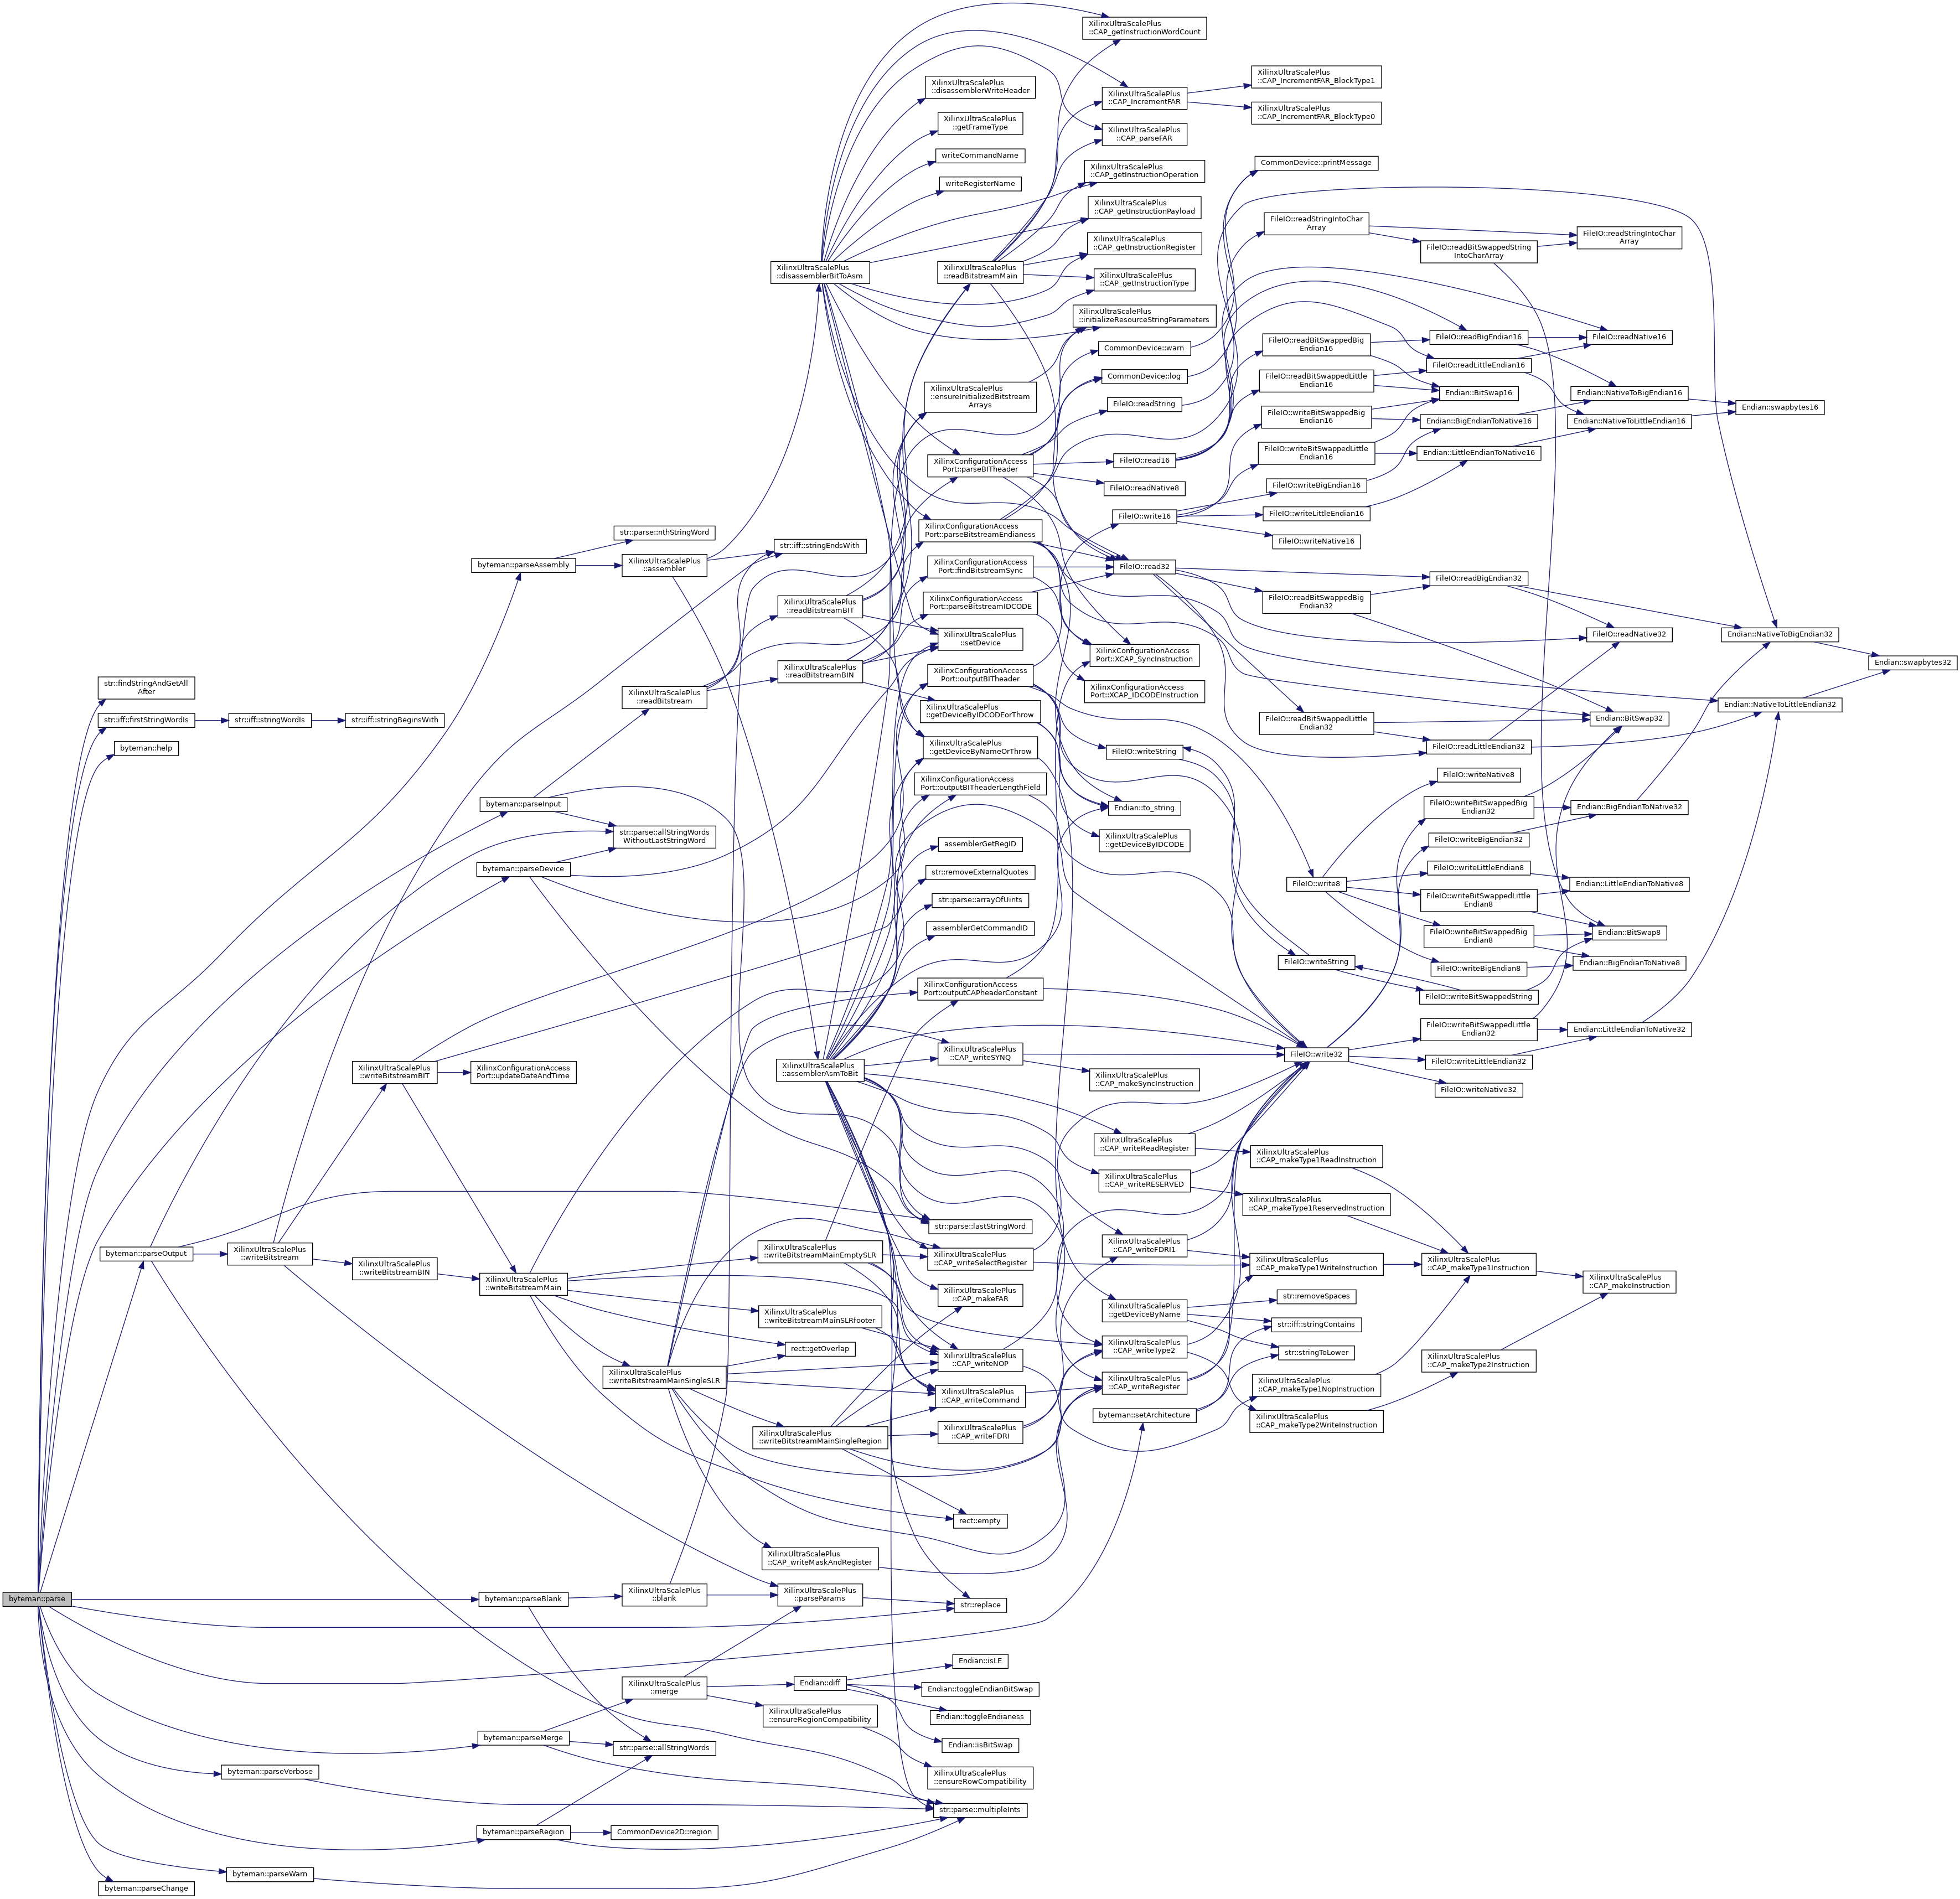 byteman::parse
str::findStringAndGetAll
After
str::iff::firstStringWordIs
str::iff::stringWordIs
str::iff::stringBeginsWith
byteman::help
byteman::parseAssembly
str::parse::nthStringWord
XilinxUltraScalePlus
::assembler
str::iff::stringEndsWith
byteman::parseInput
XilinxUltraScalePlus
::readBitstream
str::parse::allStringWords
WithoutLastStringWord
byteman::parseDevice
byteman::parseOutput
XilinxUltraScalePlus
::writeBitstream
XilinxUltraScalePlus
::writeBitstreamBIT
XilinxConfigurationAccess
Port::updateDateAndTime
XilinxUltraScalePlus
::writeBitstreamBIN
XilinxUltraScalePlus
::writeBitstreamMain
XilinxUltraScalePlus
::writeBitstreamMainSingleSLR
XilinxUltraScalePlus
::writeBitstreamMainEmptySLR
XilinxUltraScalePlus
::writeBitstreamMainSLRfooter
rect::getOverlap
XilinxUltraScalePlus
::writeBitstreamMainSingleRegion
XilinxUltraScalePlus
::CAP_writeMaskAndRegister
byteman::parseBlank
XilinxUltraScalePlus
::blank
XilinxUltraScalePlus
::parseParams
str::replace
byteman::parseMerge
XilinxUltraScalePlus
::merge
Endian::diff
XilinxUltraScalePlus
::ensureRegionCompatibility
Endian::isLE
Endian::toggleEndianBitSwap
Endian::toggleEndianess
Endian::isBitSwap
XilinxUltraScalePlus
::ensureRowCompatibility
str::parse::allStringWords
byteman::parseVerbose
str::parse::multipleInts
byteman::parseRegion
CommonDevice2D::region
byteman::parseWarn
byteman::parseChange
XilinxUltraScalePlus
::disassemblerBitToAsm
XilinxUltraScalePlus
::readBitstreamBIT
XilinxUltraScalePlus
::readBitstreamBIN
XilinxUltraScalePlus
::assemblerAsmToBit
XilinxUltraScalePlus
::disassemblerWriteHeader
XilinxUltraScalePlus
::getFrameType
writeCommandName
writeRegisterName
XilinxUltraScalePlus
::readBitstreamMain
XilinxUltraScalePlus
::ensureInitializedBitstream
Arrays
XilinxConfigurationAccess
Port::parseBITheader
XilinxConfigurationAccess
Port::parseBitstreamEndianess
XilinxConfigurationAccess
Port::findBitstreamSync
XilinxConfigurationAccess
Port::parseBitstreamIDCODE
XilinxUltraScalePlus
::setDevice
XilinxConfigurationAccess
Port::outputBITheader
XilinxUltraScalePlus
::getDeviceByIDCODEorThrow
XilinxUltraScalePlus
::getDeviceByNameOrThrow
XilinxConfigurationAccess
Port::outputBITheaderLengthField
assemblerGetRegID
str::removeExternalQuotes
str::parse::arrayOfUints
assemblerGetCommandID
XilinxConfigurationAccess
Port::outputCAPheaderConstant
XilinxUltraScalePlus
::CAP_writeSYNQ
str::parse::lastStringWord
XilinxUltraScalePlus
::CAP_writeSelectRegister
XilinxUltraScalePlus
::CAP_makeFAR
XilinxUltraScalePlus
::CAP_writeNOP
XilinxUltraScalePlus
::CAP_writeCommand
XilinxUltraScalePlus
::CAP_writeFDRI
rect::empty
XilinxUltraScalePlus
::CAP_getInstructionWordCount
XilinxUltraScalePlus
::CAP_IncrementFAR
XilinxUltraScalePlus
::CAP_IncrementFAR_BlockType1
XilinxUltraScalePlus
::CAP_IncrementFAR_BlockType0
XilinxUltraScalePlus
::CAP_parseFAR
XilinxUltraScalePlus
::CAP_getInstructionOperation
XilinxUltraScalePlus
::CAP_getInstructionPayload
XilinxUltraScalePlus
::CAP_getInstructionRegister
XilinxUltraScalePlus
::CAP_getInstructionType
XilinxUltraScalePlus
::initializeResourceStringParameters
CommonDevice::warn
CommonDevice::log
FileIO::readString
FileIO::read16
FileIO::readNative8
FileIO::write16
FileIO::read32
XilinxConfigurationAccess
Port::XCAP_SyncInstruction
XilinxConfigurationAccess
Port::XCAP_IDCODEInstruction
FileIO::writeString
Endian::to_string
XilinxUltraScalePlus
::getDeviceByIDCODE
XilinxUltraScalePlus
::CAP_makeSyncInstruction
XilinxUltraScalePlus
::CAP_writeReadRegister
XilinxUltraScalePlus
::CAP_writeRESERVED
XilinxUltraScalePlus
::CAP_writeFDRI1
XilinxUltraScalePlus
::getDeviceByName
XilinxUltraScalePlus
::CAP_writeType2
XilinxUltraScalePlus
::CAP_writeRegister
byteman::setArchitecture
CommonDevice::printMessage
FileIO::readStringIntoChar
Array
FileIO::readBitSwappedString
IntoCharArray
FileIO::readStringIntoChar
Array
FileIO::readBitSwappedBig
Endian16
FileIO::readBitSwappedLittle
Endian16
FileIO::writeBitSwappedBig
Endian16
FileIO::writeBitSwappedLittle
Endian16
FileIO::writeBigEndian16
FileIO::writeLittleEndian16
FileIO::writeNative16
FileIO::readBigEndian16
FileIO::readLittleEndian16
Endian::BitSwap16
Endian::BigEndianToNative16
Endian::LittleEndianToNative16
FileIO::readNative16
Endian::NativeToBigEndian16
Endian::NativeToLittleEndian16
Endian::swapbytes16
FileIO::readBitSwappedBig
Endian32
FileIO::readBigEndian32
FileIO::readNative32
FileIO::readBitSwappedLittle
Endian32
FileIO::readLittleEndian32
Endian::BitSwap32
Endian::NativeToBigEndian32
Endian::NativeToLittleEndian32
Endian::swapbytes32
FileIO::write8
FileIO::writeNative8
FileIO::writeBitSwappedBig
Endian32
FileIO::writeBigEndian32
Endian::BigEndianToNative32
FileIO::writeLittleEndian8
FileIO::writeBitSwappedLittle
Endian8
FileIO::writeBitSwappedBig
Endian8
FileIO::writeBigEndian8
Endian::LittleEndianToNative8
Endian::BitSwap8
Endian::BigEndianToNative8
FileIO::writeString
FileIO::writeBitSwappedString
FileIO::write32
FileIO::writeBitSwappedLittle
Endian32
FileIO::writeLittleEndian32
FileIO::writeNative32
Endian::LittleEndianToNative32
XilinxUltraScalePlus
::CAP_makeType1ReadInstruction
XilinxUltraScalePlus
::CAP_makeType1ReservedInstruction
XilinxUltraScalePlus
::CAP_makeType1WriteInstruction
XilinxUltraScalePlus
::CAP_makeType1Instruction
XilinxUltraScalePlus
::CAP_makeInstruction
str::removeSpaces
str::iff::stringContains
str::stringToLower
XilinxUltraScalePlus
::CAP_makeType1NopInstruction
XilinxUltraScalePlus
::CAP_makeType2WriteInstruction
XilinxUltraScalePlus
::CAP_makeType2Instruction